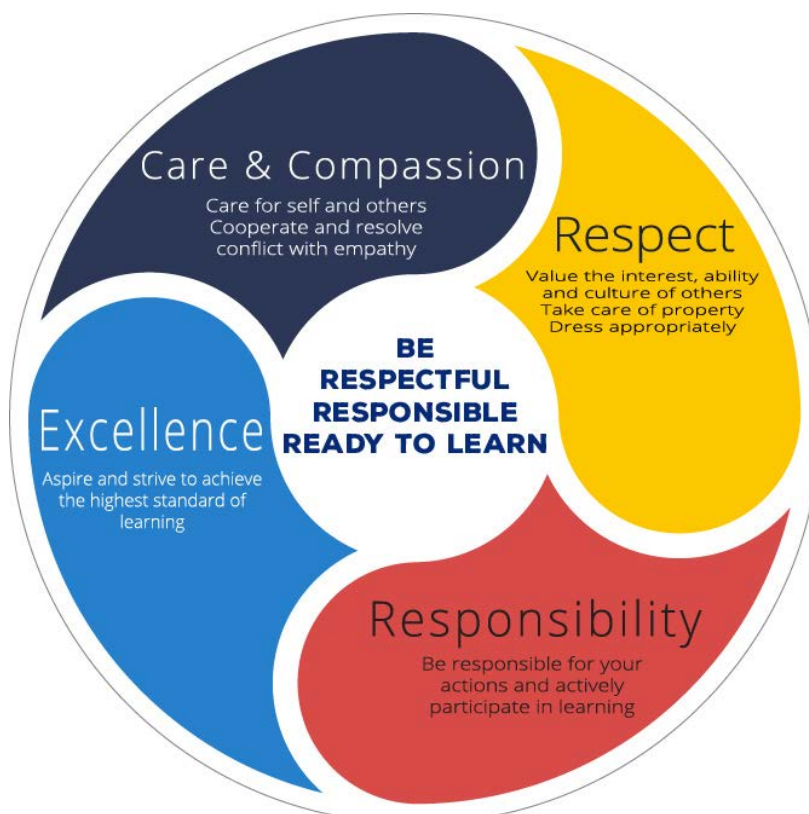 Care & Compassion
Care for self and others
Cooperate and resolve
conflict with empathy
Respect
Value the interest, ability
and culture of others
Take care of property
Dress appropriately
BE
RESPECTFUL
RESPONSIBLE
READY TO LEARN
Excellence
Aspire and strive to achieve
the highest standard of
learning
Responsibility
Be responsible for your
actions and actively
participate in learning